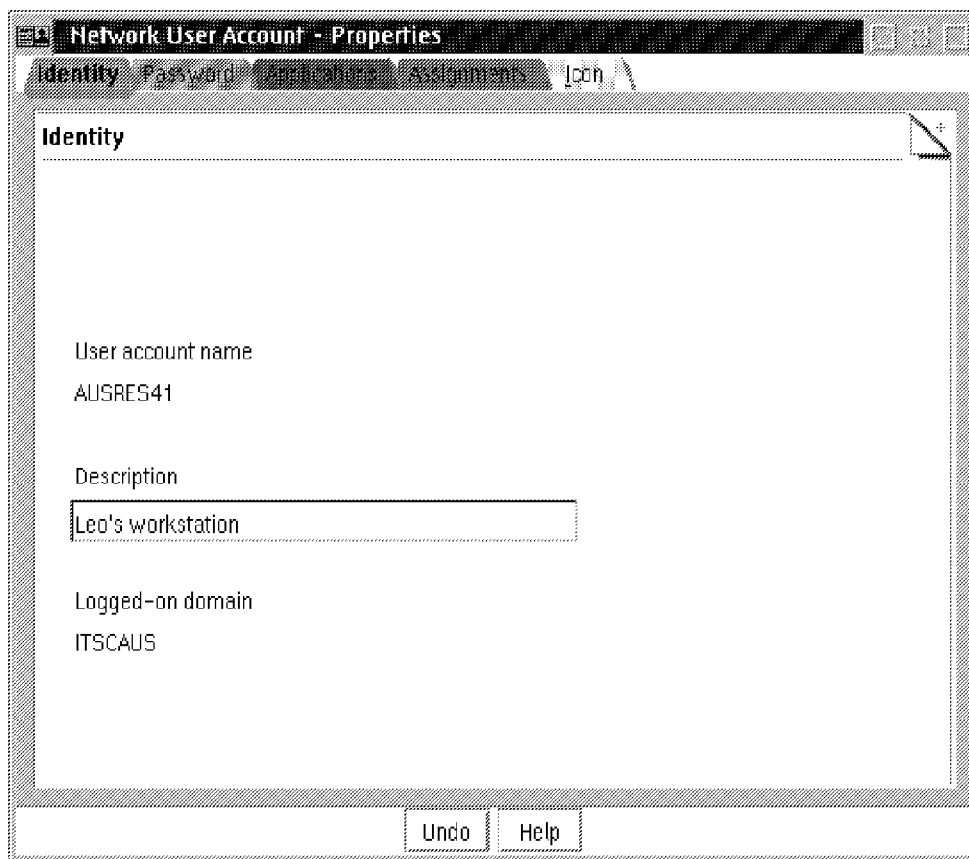 Network User Account - Properties
Identity Password Applications Assignments Icon
Identity
User account name
AUSRES41
Description
Leo's workstation
Logged-on domain
ITSCAUS
Undo Help